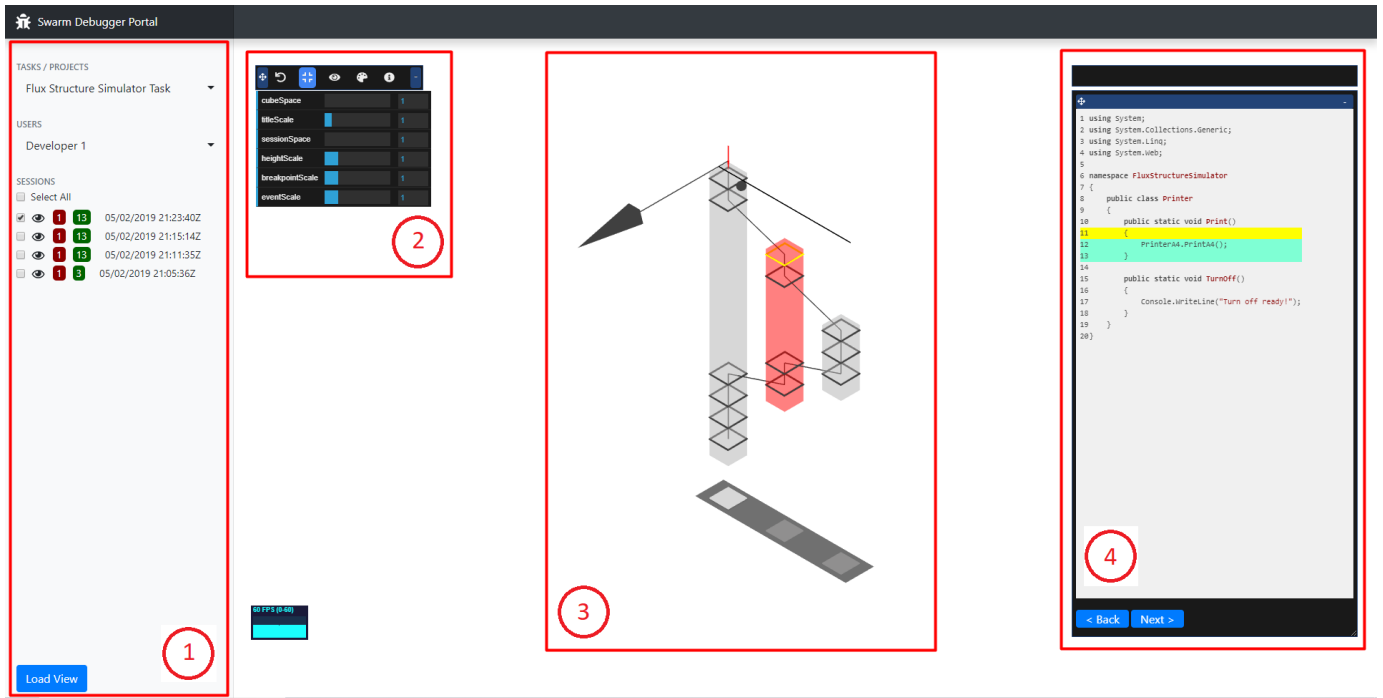 Swarm Debugger Portal
TASKS / PROJECTS
Flux Structure Simulator Task
USERS
Developer 1
SESSIONS
Select All
1 13 05/02/2019 21:23:40Z
1 13 05/02/2019 21:15:14Z
1 13 05/02/2019 21:11:35Z
1 3 05/02/2019 21:05:36Z
Load View
1
cubeSpace 1
titleScale 1
sessionSpace 1
heightScale 1
breakpointScale 1
eventScale 1
2
60 FPS (0-60)
3
1 using System;
2 using System.Collections.Generic;
3 using System.Linq;
4 using System.Web;
5
6 namespace FluxStructureSimulator
7 {
8 public class Printer
9 {
10 public static void Print()
11 {
12 PrinterA4.PrintA4();
13 }
14
15 public static void TurnOff()
16 {
17 Console.WriteLine("Turn off ready!");
18 }
19 }
20 }
4
< Back Next >